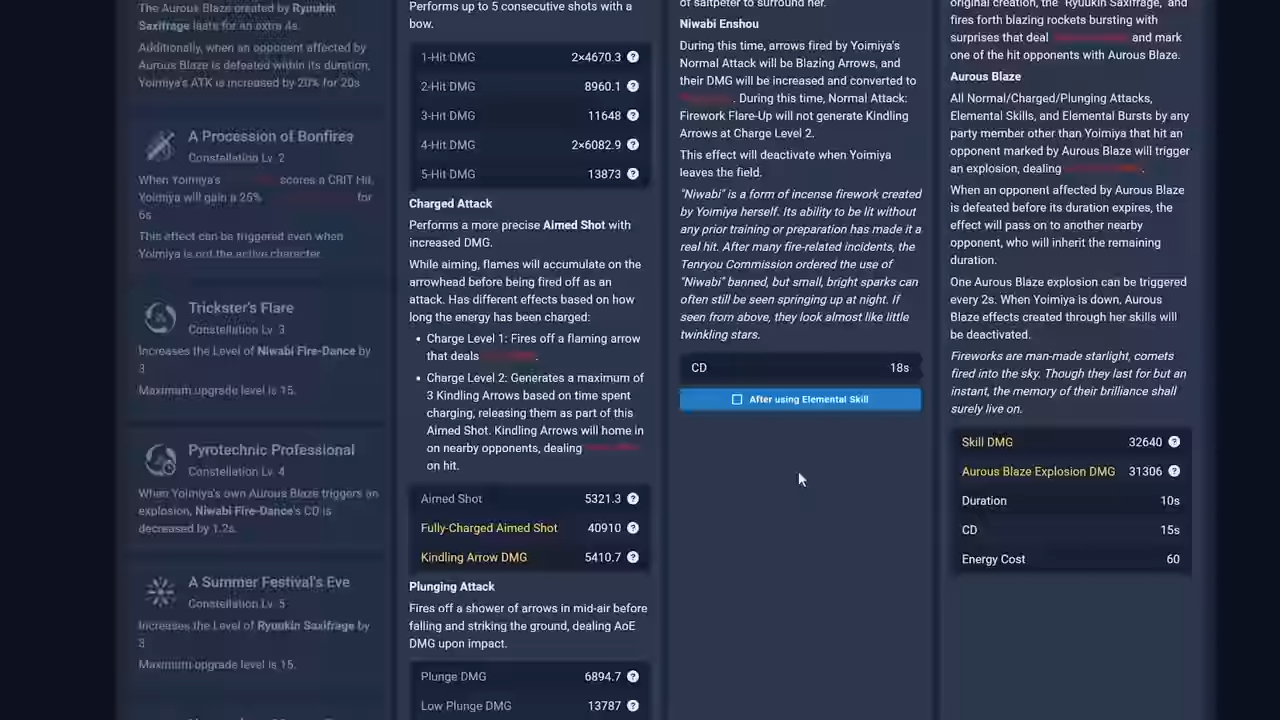 The Aurous Blaze created by Ryuukin
Saxifrage lasts for an extra 4s.
Additionally, when an opponent affected by
Aurous Blaze is defeated within its duration,
Yoimiya's ATK is increased by 20% for 20s
A Procession of Bonfires
Constellation Lv. 2
When Yoimiya's scores a CRIT Hit,
Yoimiya will gain a 25% for
6s
This effect can be triggered even when
Yoimiya is not the active character.
Trickster's Flare
Constellation Lv. 3
Increases the Level of Niwabi Fire-Dance by
3
Maximum upgrade level is 15.
Pyrotechnic Professional
Constellation Lv. 4
When Yoimiya's own Aurous Blaze triggers an
explosion, Niwabi Fire-Dance's CD is
decreased by 1.2s.
A Summer Festival's Eve
Constellation Lv. 5
Increases the Level of Ryuukin Saxifrage by
3
Maximum upgrade level is 15.
Performs up to 5 consecutive shots with a
bow.
1-Hit DMG 2×4670.3
2-Hit DMG 8960.1
3-Hit DMG 11648
4-Hit DMG 2×6082.9
5-Hit DMG 13873
Charged Attack
Performs a more precise Aimed Shot with
increased DMG.
While aiming, flames will accumulate on the
arrowhead before being fired off as an
attack. Has different effects based on how
long the energy has been charged:
• Charge Level 1: Fires off a flaming arrow
that deals .
• Charge Level 2: Generates a maximum of
3 Kindling Arrows based on time spent
charging, releasing them as part of this
Aimed Shot. Kindling Arrows will home in
on nearby opponents, dealing
on hit.
Aimed Shot 5321.3
Fully-Charged Aimed Shot 40910
Kindling Arrow DMG 5410.7
Plunging Attack
Fires off a shower of arrows in mid-air before
falling and striking the ground, dealing AoE
DMG upon impact.
Plunge DMG 6894.7
Low Plunge DMG 13787
of saltpeter to surround her.
Niwabi Enshou
During this time, arrows fired by Yoimiya's
Normal Attack will be Blazing Arrows, and
their DMG will be increased and converted to
. During this time, Normal Attack:
Firework Flare-Up will not generate Kindling
Arrows at Charge Level 2.
This effect will deactivate when Yoimiya
leaves the field.
"Niwabi" is a form of incense firework created
by Yoimiya herself. Its ability to be lit without
any prior training or preparation has made it a
real hit. After many fire-related incidents, the
Tenryou Commission ordered the use of
"Niwabi" banned, but small, bright sparks can
often still be seen springing up at night. If
seen from above, they look almost like little
twinkling stars.
CD 18s
After using Elemental Skill
original creation, the "Ryuukin Saxifrage," and
fires forth blazing rockets bursting with
surprises that deal and mark
one of the hit opponents with Aurous Blaze.
Aurous Blaze
All Normal/Charged/Plunging Attacks,
Elemental Skills, and Elemental Bursts by any
party member other than Yoimiya that hit an
opponent marked by Aurous Blaze will trigger
an explosion, dealing .
When an opponent affected by Aurous Blaze
is defeated before its duration expires, the
effect will pass on to another nearby
opponent, who will inherit the remaining
duration.
One Aurous Blaze explosion can be triggered
every 2s. When Yoimiya is down, Aurous
Blaze effects created through her skills will
be deactivated.
Fireworks are man-made starlight, comets
fired into the sky. Though they last for but an
instant, the memory of their brilliance shall
surely live on.
Skill DMG 32640
Aurous Blaze Explosion DMG 31306
Duration 10s
CD 15s
Energy Cost 60